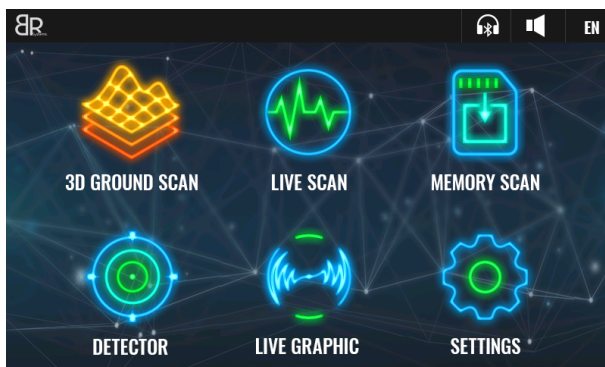 BR
EN
3D GROUND SCAN
LIVE SCAN
MEMORY SCAN
DETECTOR
LIVE GRAPHIC
SETTINGS